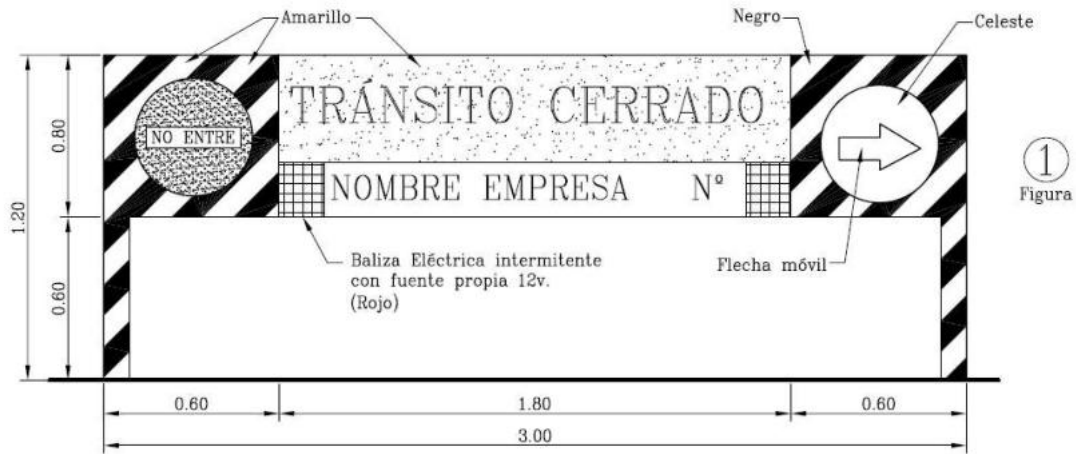 Amarillo
Negro
Celeste
TRÁNSITO CERRADO
NO ENTRE
NOMBRE EMPRESA Nº
1
Figura
Baliza Eléctrica intermitente
con fuente propia 12v.
(Rojo)
Flecha móvil
1.20
0.80
0.60
0.60
1.80
0.60
3.00